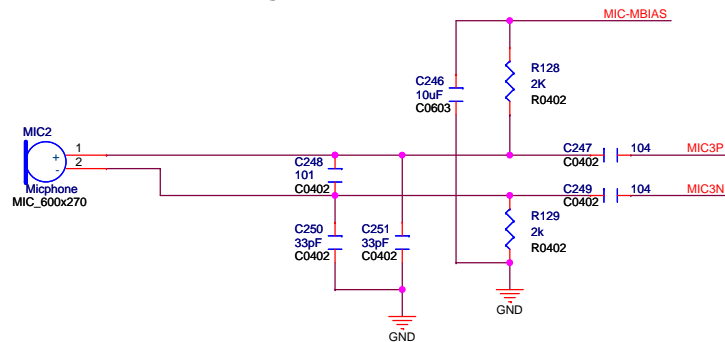 MIC-MBIAS
C246
10uF
C0603
R128
2K
R0402
MIC2
1
+
2
-
Micphone
MIC_600x270
C247
C0402
104
MIC3P
C248
101
C0402
C249
C0402
104
MIC3N
C250
33pF
C0402
C251
33pF
C0402
R129
2k
R0402
GND
GND